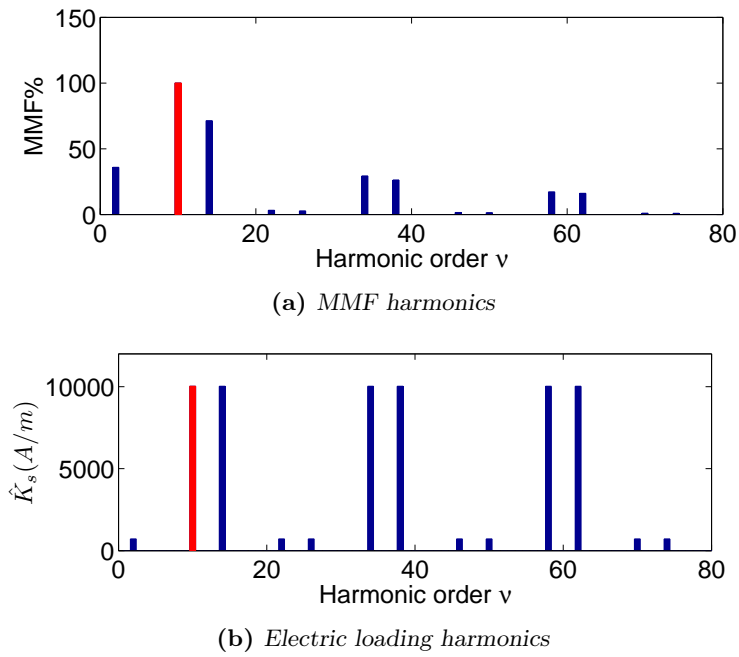 150
100
50
0
MMF%
0 20 40 60 80
Harmonic order ν
(a) MMF harmonics
10000
5000
0
K̂s(A/m)
0 20 40 60 80
Harmonic order ν
(b) Electric loading harmonics